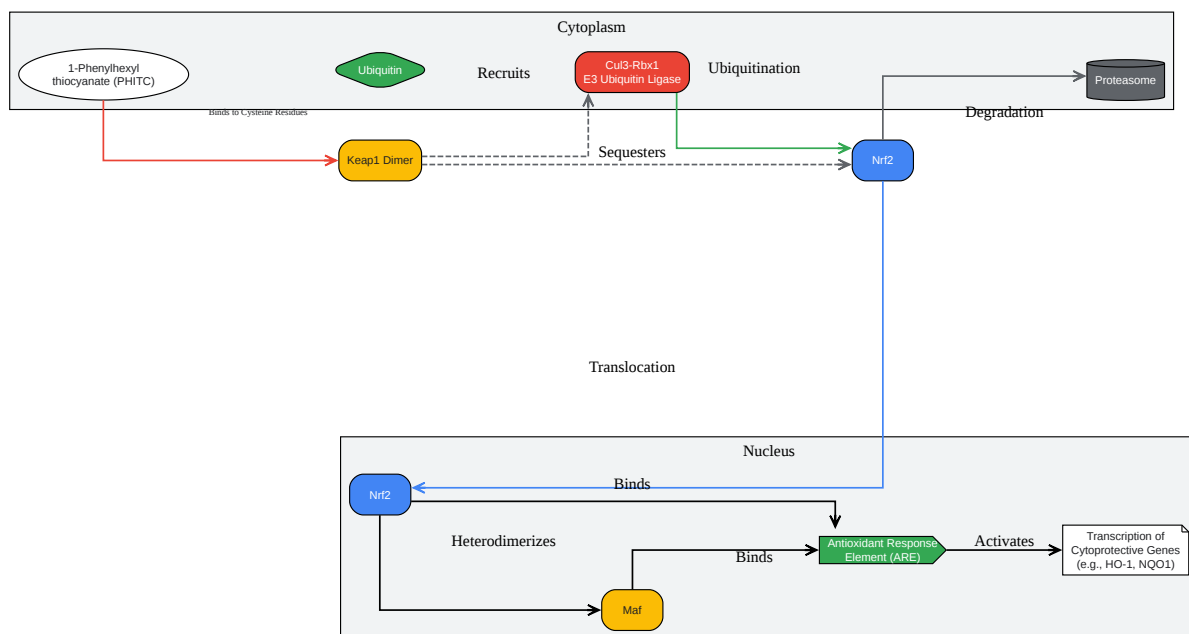 Cytoplasm
1-Phenylhexyl
thiocyanate (PHITC)
Ubiquitin
Recruits
Cul3-Rbx1
E3 Ubiquitin Ligase
Ubiquitination
Proteasome
Binds to Cysteine Residues
Degradation
Keap1 Dimer
Sequesters
Nrf2
Translocation
Nucleus
Nrf2
Binds
Heterodimerizes
Antioxidant Response
Element (ARE)
Activates
Transcription of
Cytoprotective Genes
(e.g., HO-1, NQO1)
Binds
Maf